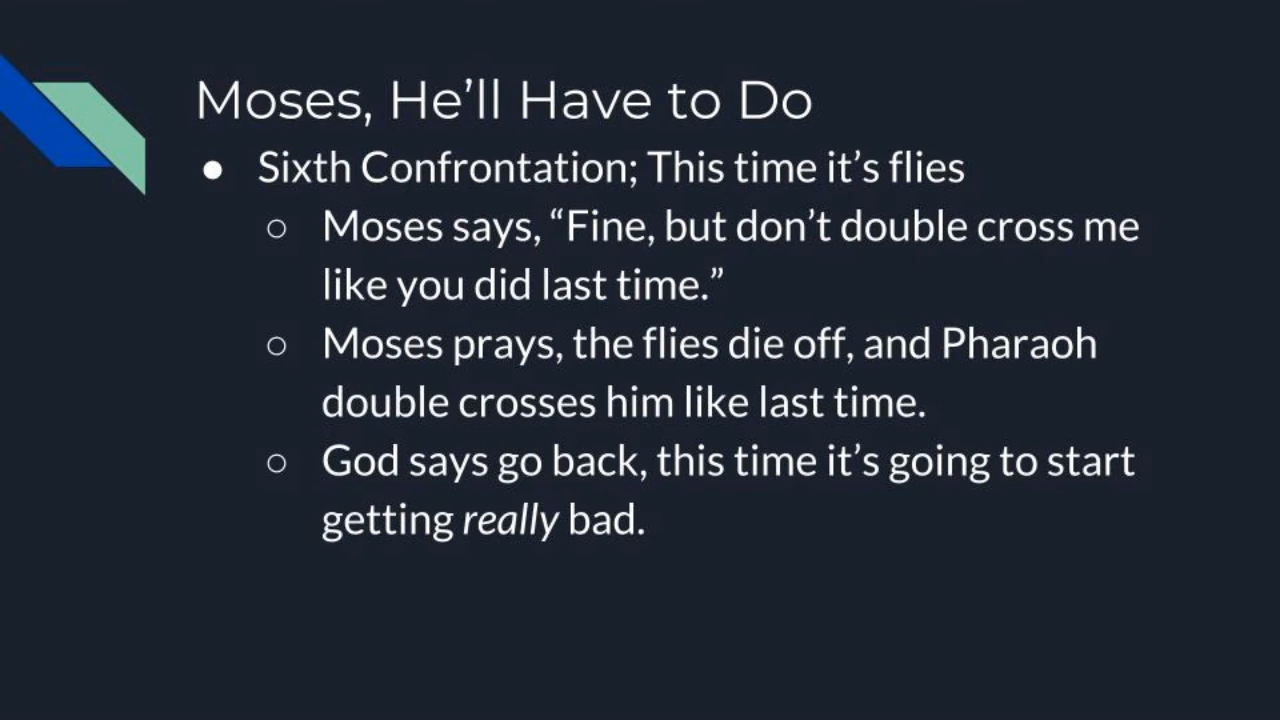 Moses, He’ll Have to Do
● Sixth Confrontation; This time it’s flies
○ Moses says, “Fine, but don’t double cross me
like you did last time.”
○ Moses prays, the flies die off, and Pharaoh
double crosses him like last time.
○ God says go back, this time it’s going to start
getting really bad.